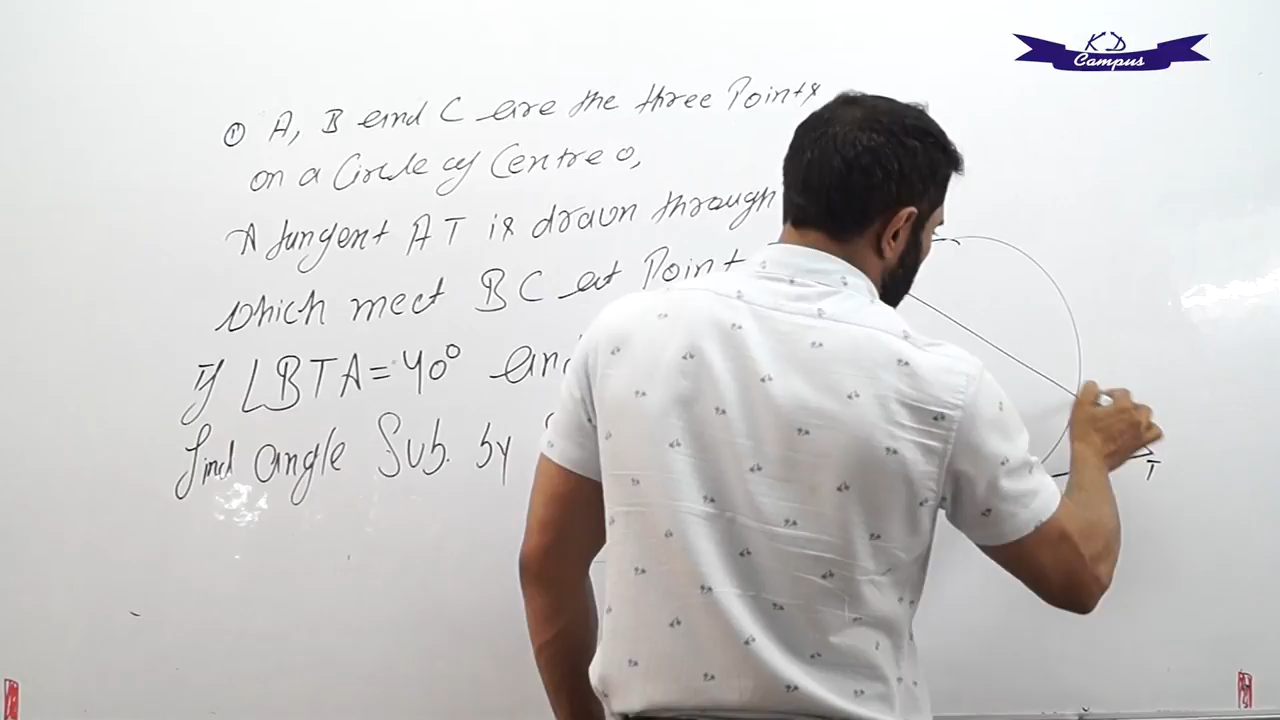 KD
Campus
① A, B and C are the three Points
on a Circle of Centre O,
A tangent AT is drawn through
which meet BC at Point
If ∠BTA=40° and
find angle Sub. by
T